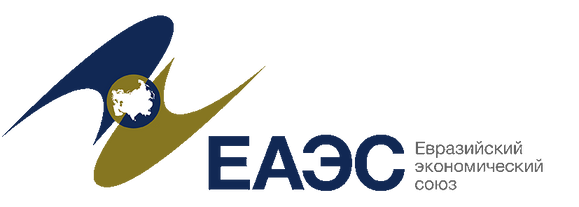 ЕАЭС
Евразийский
экономический
союз